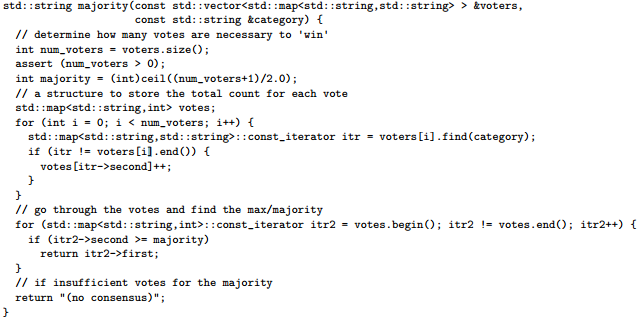 std::string majority(const std::vector<std::map<std::string,std::string> > &voters,
                     const std::string &category) {
  // determine how many votes are necessary to 'win'
  int num_voters = voters.size();
  assert (num_voters > 0);
  int majority = (int)ceil((num_voters+1)/2.0);
  // a structure to store the total count for each vote
  std::map<std::string,int> votes;
  for (int i = 0; i < num_voters; i++) {
    std::map<std::string,std::string>::const_iterator itr = voters[i].find(category);
    if (itr != voters[i].end()) {
      votes[itr->second]++;
    }
  }
  // go through the votes and find the max/majority
  for (std::map<std::string,int>::const_iterator itr2 = votes.begin(); itr2 != votes.end(); itr2++) {
    if (itr2->second >= majority)
      return itr2->first;
  }
  // if insufficient votes for the majority
  return "(no consensus)";
}